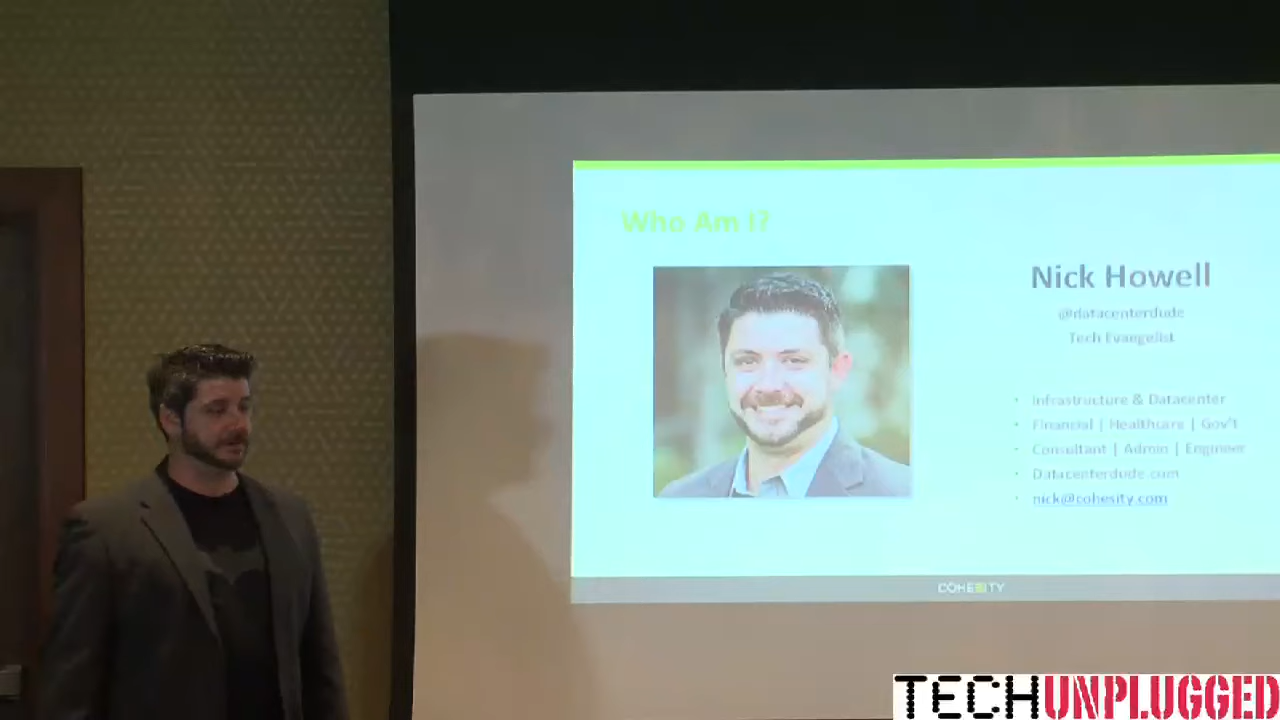 Who Am I?
Nick Howell
@datacenterdude
Tech Evangelist
• Infrastructure & Datacenter
• Financial | Healthcare | Gov't
• Consultant | Admin | Engineer
• Datacenterdude.com
• nick@cohesity.com
COHESITY
TECHUNPLUGGED